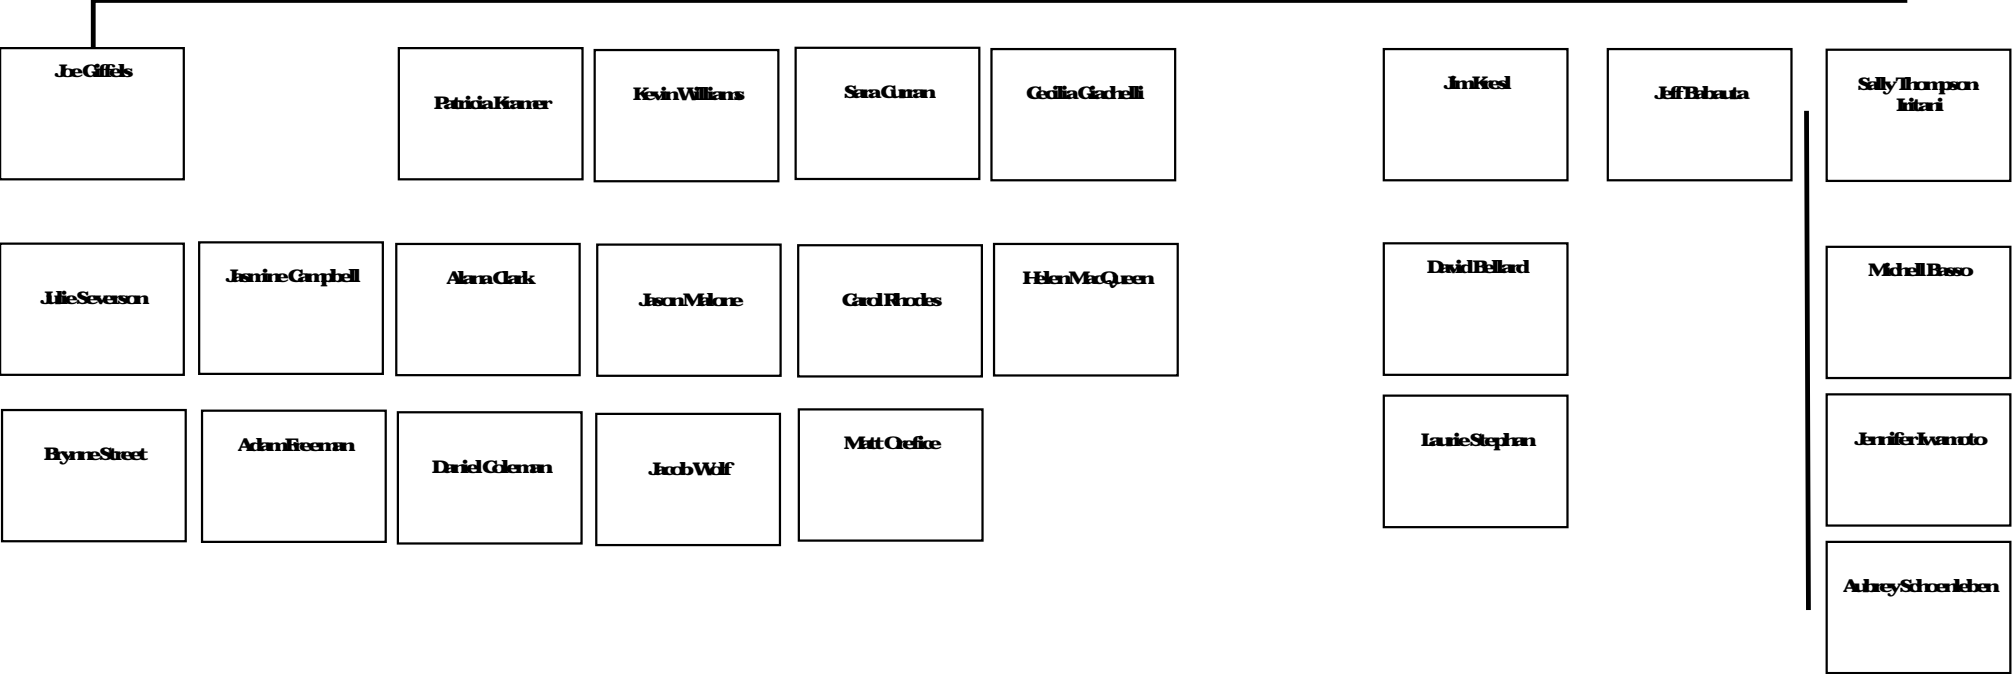 Joe Giffels
Patricia Kramer
Kevin Williams
Sara Curran
Cecilia Giachelli
Jim Kresl
Jeff Babauta
Sally Thompson
Iritani
Julie Severson
Jasmine Campbell
Alana Clark
Jason Malone
Carol Rhodes
Helen MacQueen
David Bellard
Michell Basso
Brynne Street
Adam Freeman
Daniel Coleman
Jacob Wolf
Matt Orefice
Laurie Stephan
Jennifer Iwamoto
Aubrey Schoenleben